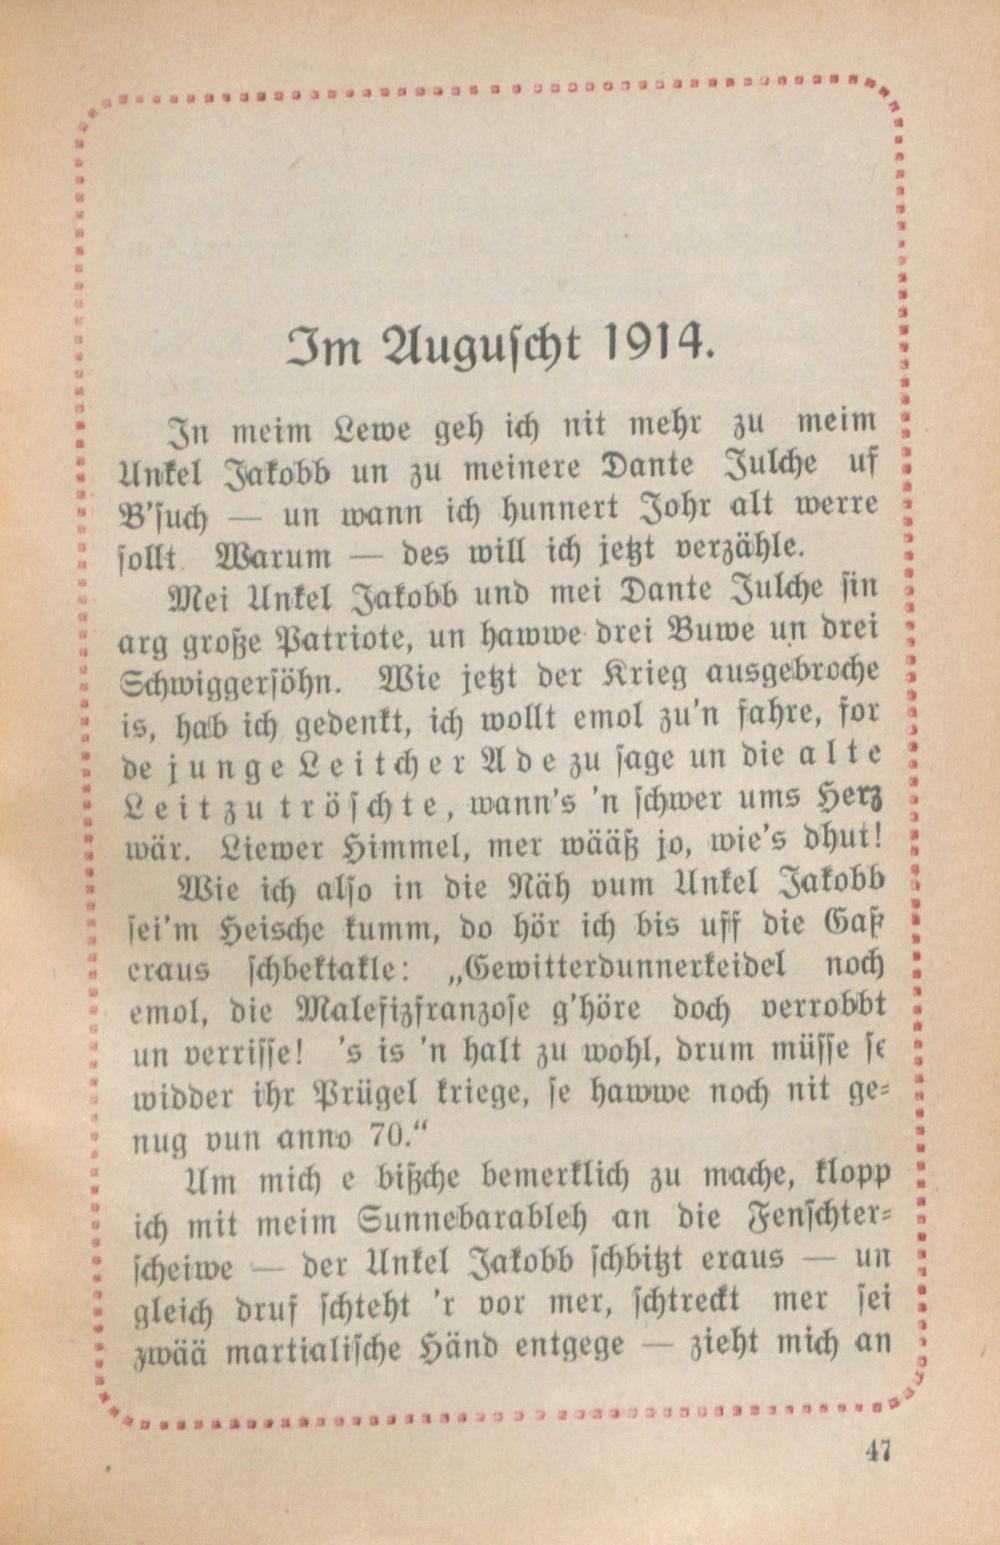 Im Auguscht 1914.
In meim Lewe geh ich nit mehr zu meim
Unkel Jakobb un zu meinere Dante Julche uf
B'such — un wann ich hunnert Johr alt werre
sollt. Warum — des will ich jetzt verzähle.
Mei Unkel Jakobb und mei Dante Julche sin
arg große Patriote, un hawwe drei Buwe un drei
Schwiggersöhn. Wie jetzt der Krieg ausgebroche
is, hab ich gedenkt, ich wollt emol zu'n fahre, for
de junge Leitcher Ade zu sage un die alte
Leit zu tröschte, wann's 'n schwer ums Herz
wär. Liewer Himmel, mer wääß jo, wie's dhut!
Wie ich also in die Näh vum Unkel Jakobb
sei'm Heische kumm, do hör ich bis uff die Gaß
eraus schbektakle: „Gewitterdunnerkeidel noch
emol, die Malefizfranzose g'höre doch verrobbt
un verrisse! 's is 'n halt zu wohl, drum müsse se
widder ihr Prügel kriege, se hawwe noch nit ge-
nug vun anno 70.“
Um mich e bißche bemerklich zu mache, klopp
ich mit meim Sunnebarableh an die Fenschter-
scheiwe — der Unkel Jakobb schbitzt eraus — un
gleich druf schteht 'r vor mer, schtreckt mer sei
zwää martialische Händ entgege — zieht mich an
47